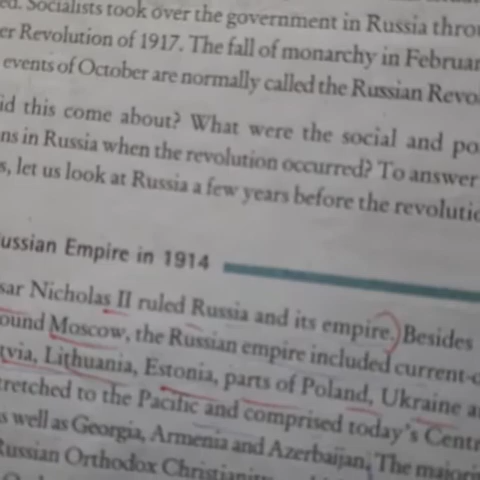 ed. Socialists took over the government in Russia thro
er Revolution of 1917. The fall of monarchy in Februar
events of October are normally called the Russian Revo
id this come about? What were the social and po
ns in Russia when the revolution occurred? To answer
s, let us look at Russia a few years before the revolutio
ussian Empire in 1914
sar Nicholas II ruled Russia and its empire. Besides
ound Moscow, the Russian empire included current-
tvia, Lithuania, Estonia, parts of Poland, Ukraine a
tretched to the Pacific and comprised today's Centr
s well as Georgia, Armenia and Azerbaijan. The majori
Russian Orthodox Christianity